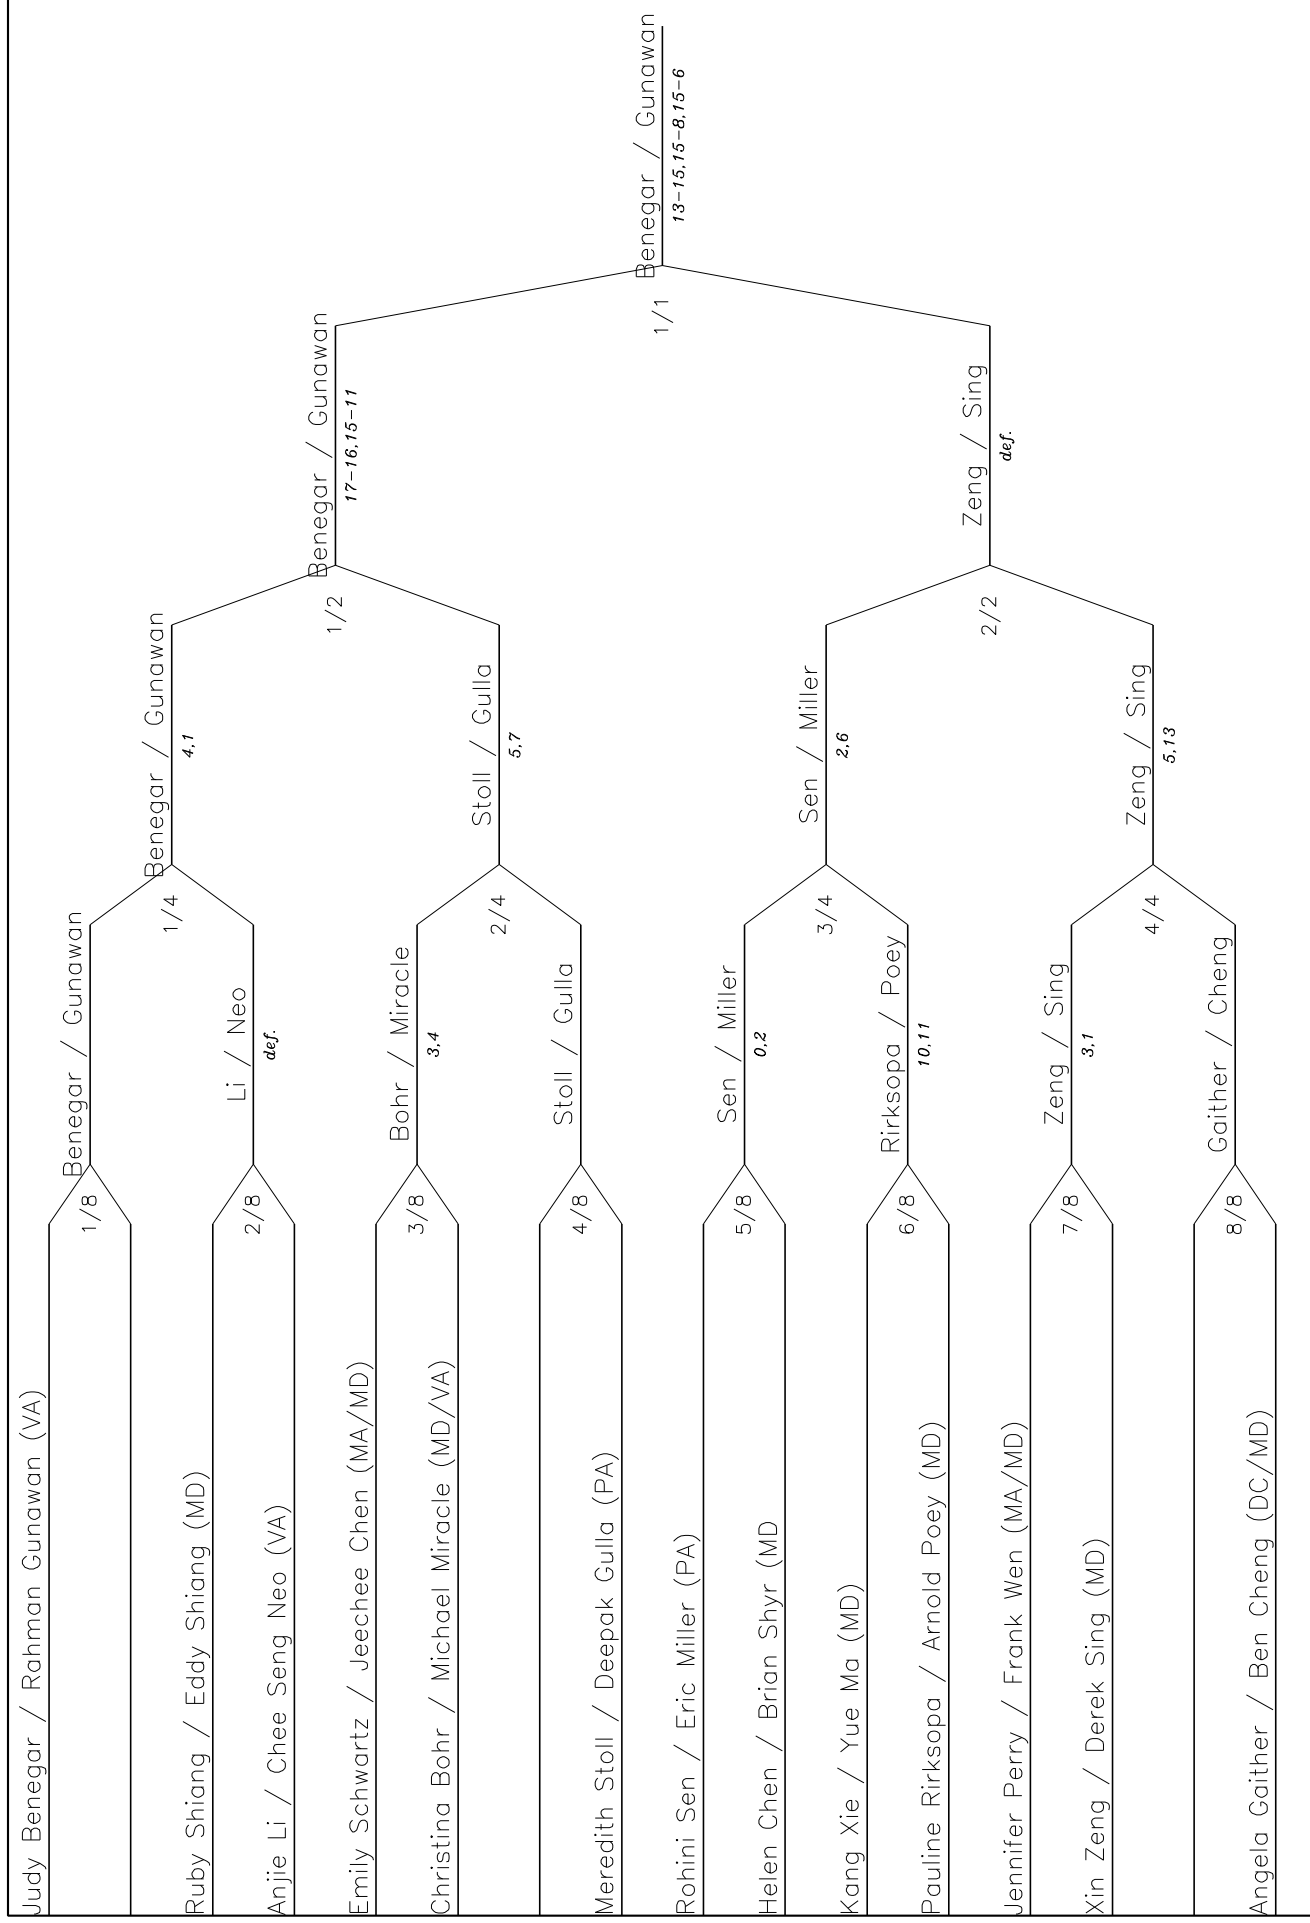 Judy Benegar / Rahman Gunawan (VA)
Ruby Shiang / Eddy Shiang (MD)
Anjie Li / Chee Seng Neo (VA)
Emily Schwartz / Jeechee Chen (MA/MD)
Christina Bohr / Michael Miracle (MD/VA)
Meredith Stoll / Deepak Gulla (PA)
Rohini Sen / Eric Miller (PA)
Helen Chen / Brian Shyr (MD
Kang Xie / Yue Ma (MD)
Pauline Rirksopa / Arnold Poey (MD)
Jennifer Perry / Frank Wen (MA/MD)
Xin Zeng / Derek Sing (MD)
Angela Gaither / Ben Cheng (DC/MD)
1/8
2/8
3/8
4/8
5/8
6/8
7/8
8/8
Benegar / Gunawan
Li / Neo
def.
Bohr / Miracle
3,4
Stoll / Gulla
Sen / Miller
0,2
Rirksopa / Poey
10,11
Zeng / Sing
3,1
Gaither / Cheng
1/4
2/4
3/4
4/4
Benegar / Gunawan
4,1
Stoll / Gulla
5,7
Sen / Miller
2,6
Zeng / Sing
5,13
1/2
2/2
Benegar / Gunawan
17-16,15-11
Zeng / Sing
def.
1/1
Benegar / Gunawan
13-15,15-8,15-6